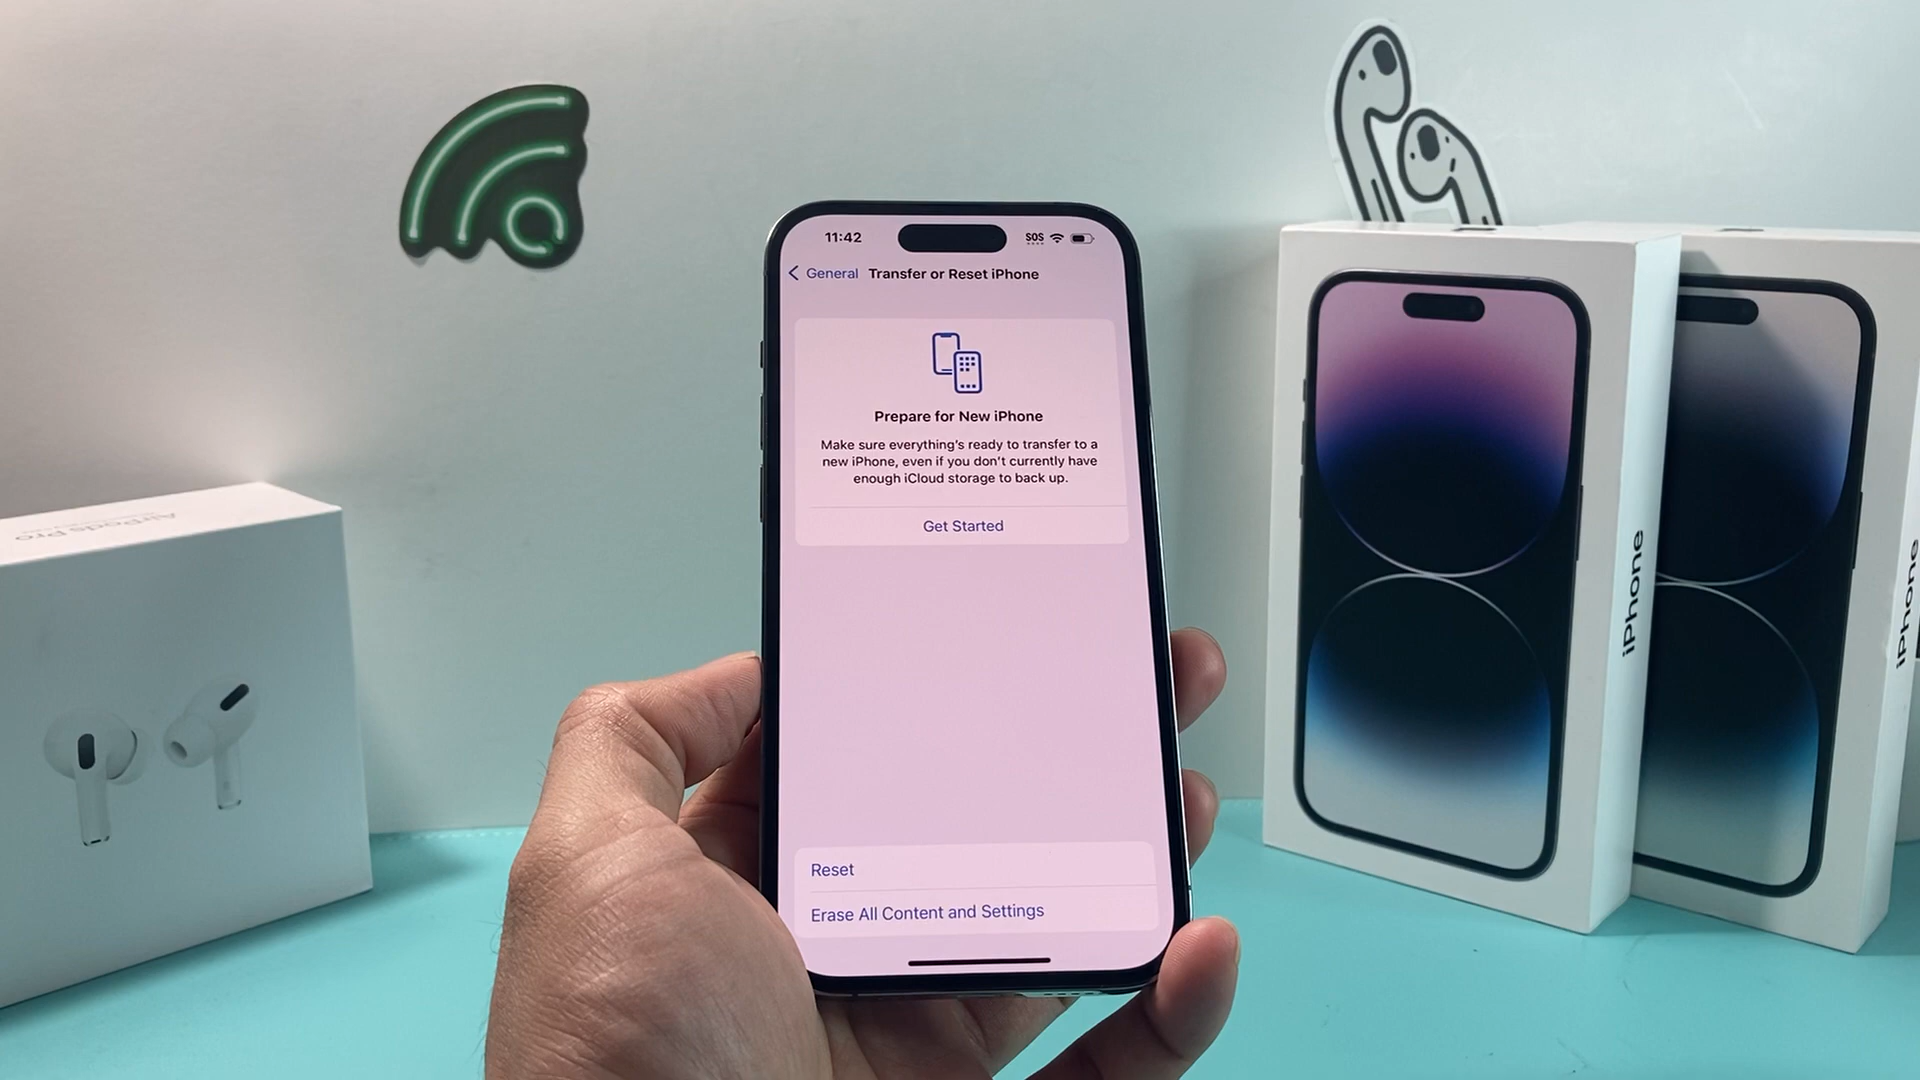 11:42
SOS
General
Transfer or Reset iPhone
Prepare for New iPhone
Make sure everything's ready to transfer to a
new iPhone, even if you don't currently have
enough iCloud storage to back up.
Get Started
Reset
Erase All Content and Settings
AirPods Pro
iPhone
iPhone